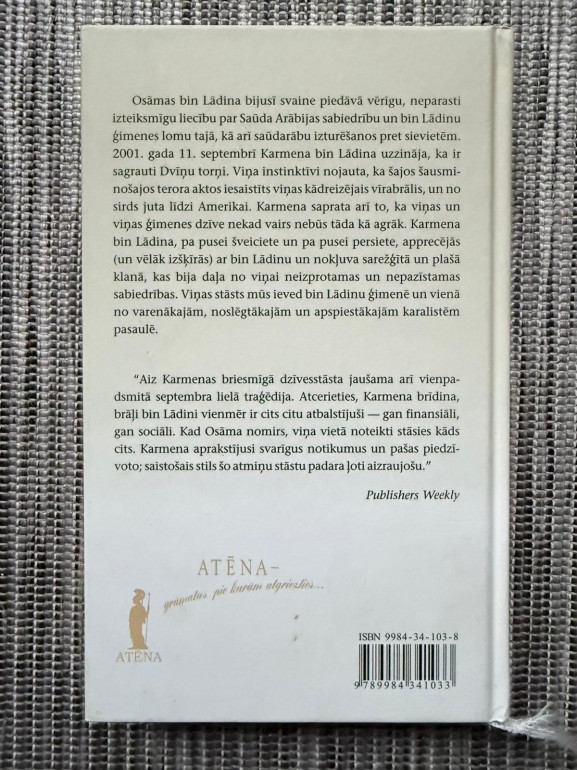 Osāmas bin Lādina bijusī svaine piedāvā vērīgu, neparasti
izteiksmīgu liecību par Saūda Arābijas sabiedrību un bin Lādinu
ģimenes lomu tajā, kā arī saūdarābu izturēšanos pret sievietēm.
2001. gada 11. septembrī Karmena bin Lādina uzzināja, ka ir
sagrauti Dvīņu torņi. Viņa instinktīvi nojauta, ka šajos šausmi-
nošajos terora aktos iesaistīts viņas kādreizējais vīrabrālis, un no
sirds juta līdzi Amerikai. Karmena saprata arī to, ka viņas un
viņas ģimenes dzīve nekad vairs nebūs tāda kā agrāk. Karmena
bin Lādina, pa pusei šveiciete un pa pusei persiete, apprecējās
(un vēlāk izšķīrās) ar bin Lādinu un nokļuva sarežģītā un plašā
klanā, kas bija daļa no viņai neizprotamas un nepazīstamas
sabiedrības. Viņas stāsts mūs ieved bin Lādinu ģimenē un vienā
no varenākajām, noslēgtākajām un apspiestākajām karalistēm
pasaulē.
“Aiz Karmenas briesmīgā dzīvesstāsta jaušama arī vienpa-
dsmitā septembra lielā traģēdija. Atcerieties, Karmena brīdina,
brāļi bin Lādini vienmēr ir cits citu atbalstījuši — gan finansiāli,
gan sociāli. Kad Osāma nomirs, viņa vietā noteikti stāsies kāds
cits. Karmena aprakstījusi svarīgus notikumus un pašas piedzī-
voto; saistošais stils šo atmiņu stāstu padara ļoti aizraujošu.”
Publishers Weekly
ATĒNA–
grāmatas, pie kurām atgriezties...
ATĒNA
ISBN 9984-34-103-8
9 789984 341033